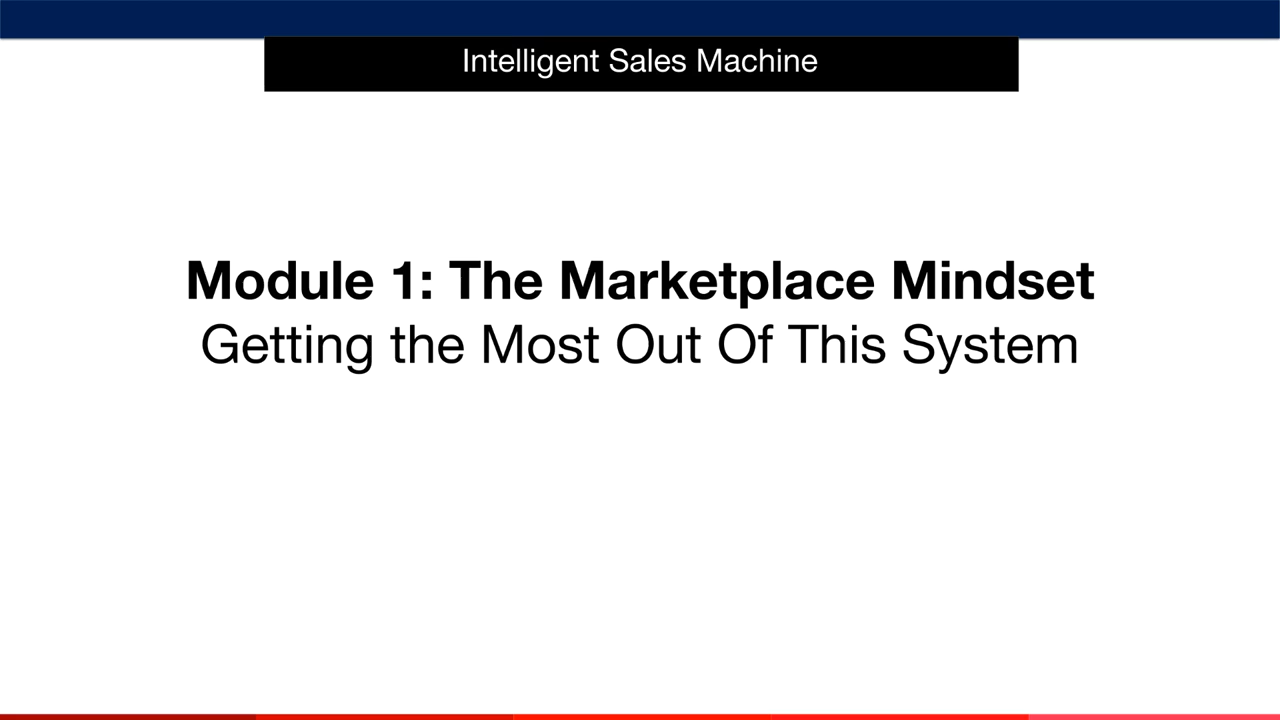 Intelligent Sales Machine
Module 1: The Marketplace Mindset
Getting the Most Out Of This System